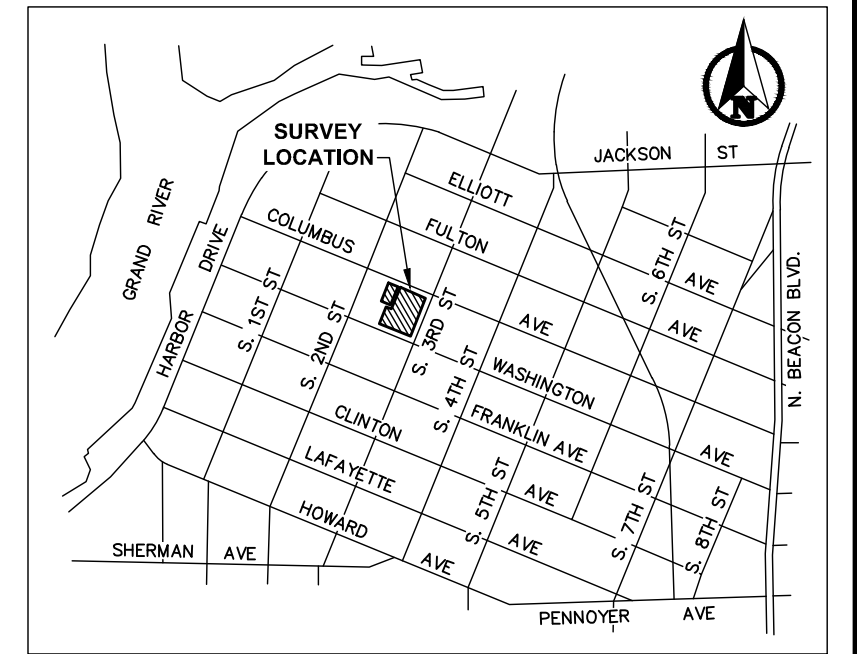 N
SURVEY
LOCATION
JACKSON ST
ELLIOTT AVE
GRAND RIVER
HARBOR DRIVE
COLUMBUS AVE
FULTON AVE
S. 1ST ST
S. 2ND ST
S. 3RD ST
S. 4TH ST
S. 5TH ST
S. 6TH ST
S. 7TH ST
S. 8TH ST
N. BEACON BLVD.
WASHINGTON AVE
FRANKLIN AVE
CLINTON AVE
LAFAYETTE AVE
HOWARD AVE
SHERMAN AVE
PENNOYER AVE